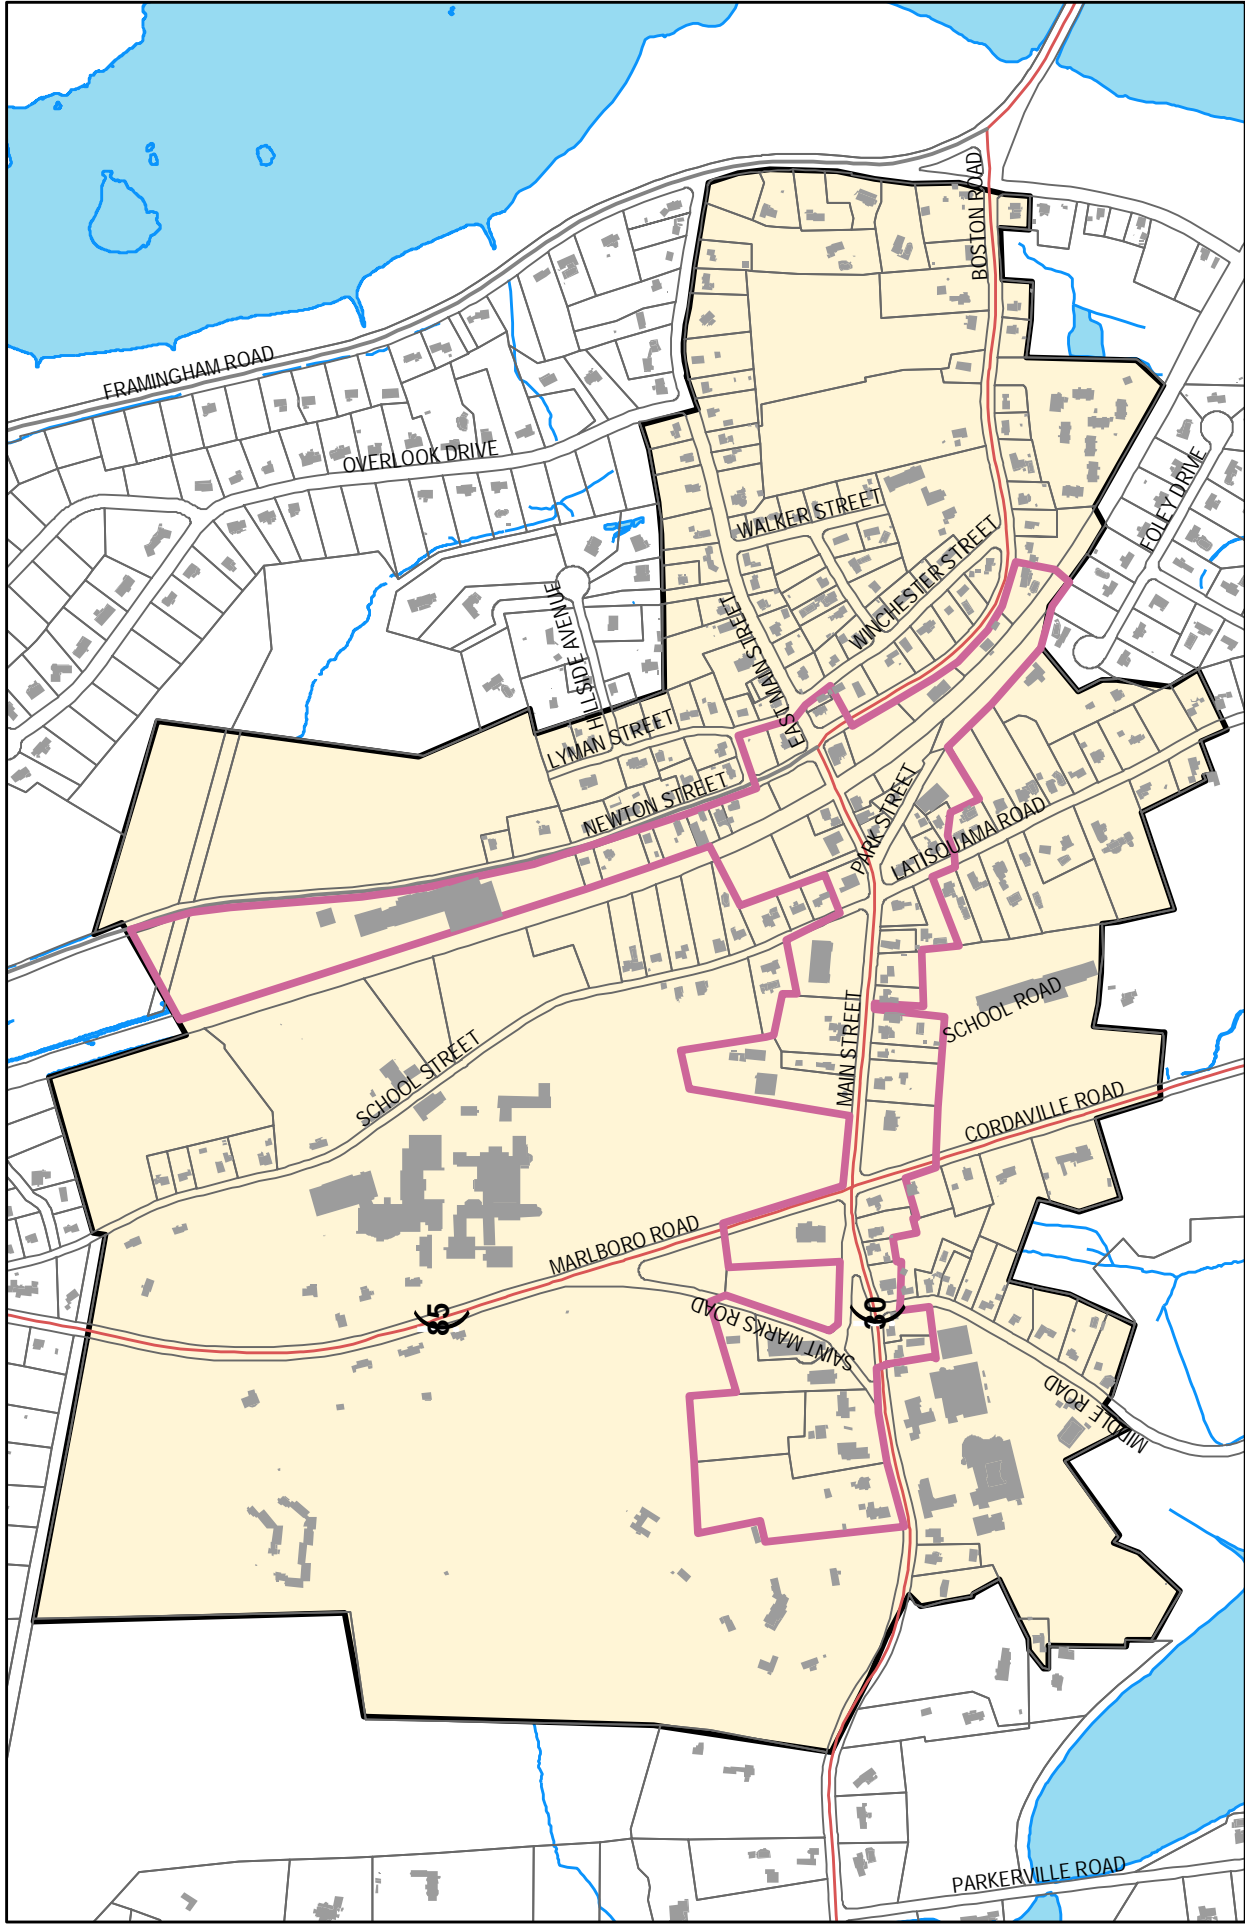 BOSTON ROAD
FRAMINGHAM ROAD
OVERLOOK DRIVE
FOLEY DRIVE
WALKER STREET
WINCHESTER STREET
HILLSIDE AVENUE
EAST MAIN STREET
LYMAN STREET
NEWTON STREET
PARK STREET
LATISQUAMA ROAD
SCHOOL ROAD
MAIN STREET
SCHOOL STREET
CORDAVILLE ROAD
MARLBORO ROAD
85
SAINT MARKS ROAD
30
MIDDLE ROAD
PARKERVILLE ROAD